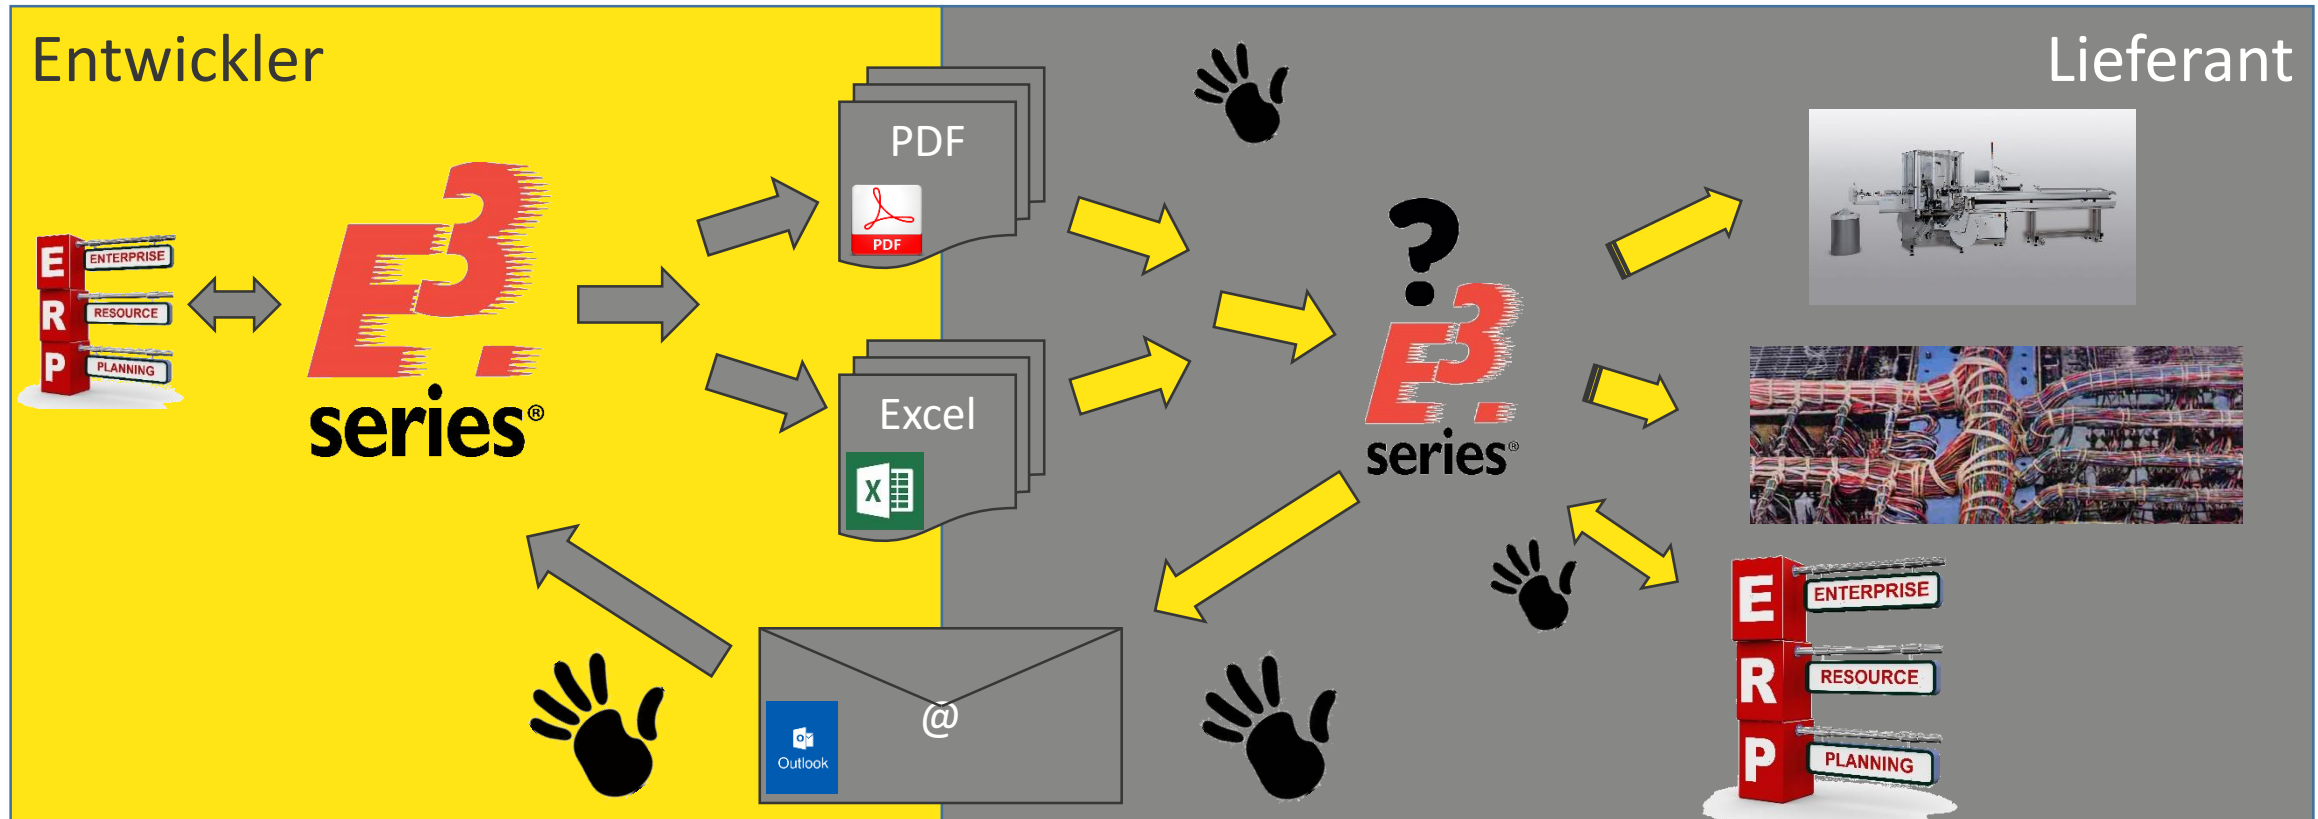 Entwickler
Lieferant
E
ENTERPRISE
R
RESOURCE
P
PLANNING
E3.
series®
PDF
PDF
Excel
X
?
E3.
series®
@
Outlook
E
ENTERPRISE
R
RESOURCE
P
PLANNING